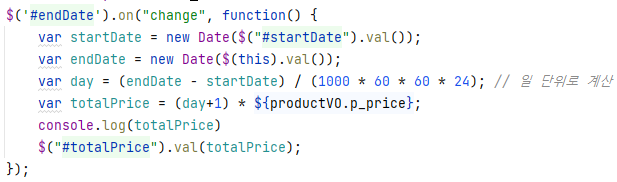 $('#endDate').on("change", function() {
var startDate = new Date($("#startDate").val());
var endDate = new Date($(this).val());
var day = (endDate - startDate) / (1000 * 60 * 60 * 24); // 일 단위로 계산
var totalPrice = (day+1) * ${productVO.p_price};
console.log(totalPrice)
$("#totalPrice").val(totalPrice);
});